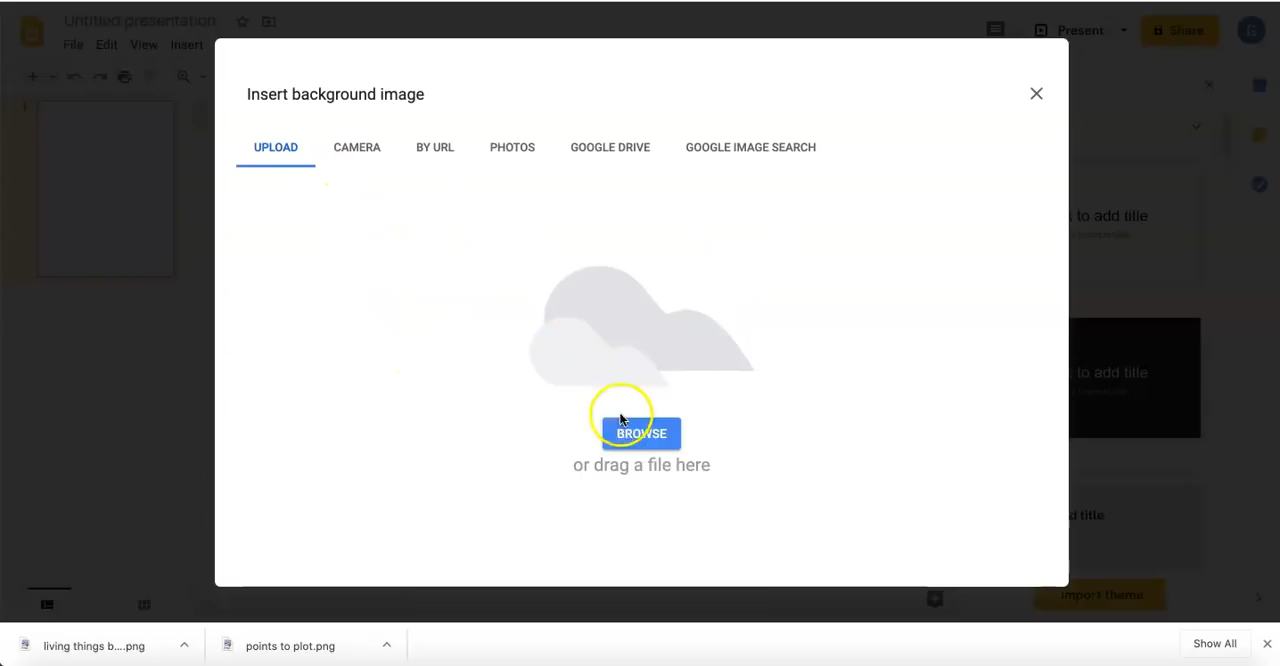 Untitled presentation
File Edit View Insert
Present
Share
G
1
Insert background image
UPLOAD CAMERA BY URL PHOTOS GOOGLE DRIVE GOOGLE IMAGE SEARCH
to add title
BROWSE
or drag a file here
to add title
d title
Import theme
living things b....png
points to plot.png
Show All